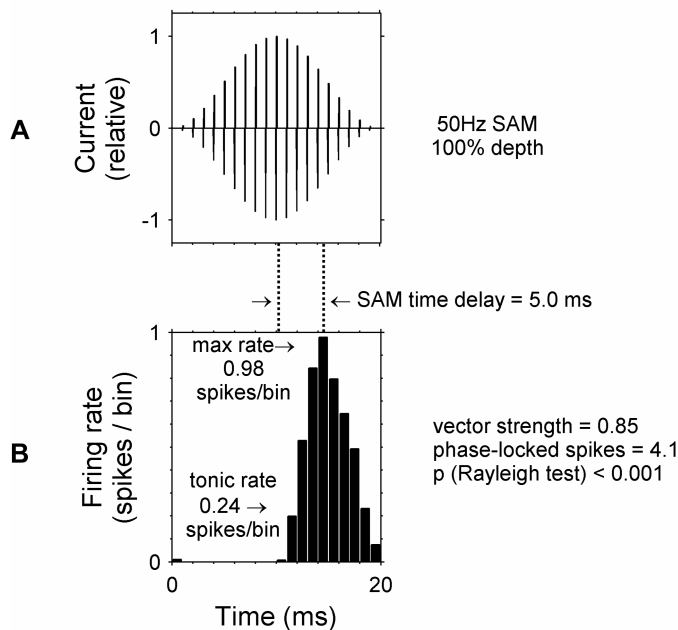 A
Current
(relative)
1
0
-1
50Hz SAM
100% depth
→ ← SAM time delay = 5.0 ms
B
Firing rate
(spikes / bin)
1
0
max rate→
0.98
spikes/bin
tonic rate
0.24 →
spikes/bin
vector strength = 0.85
phase-locked spikes = 4.1
p (Rayleigh test) < 0.001
0
20
Time (ms)